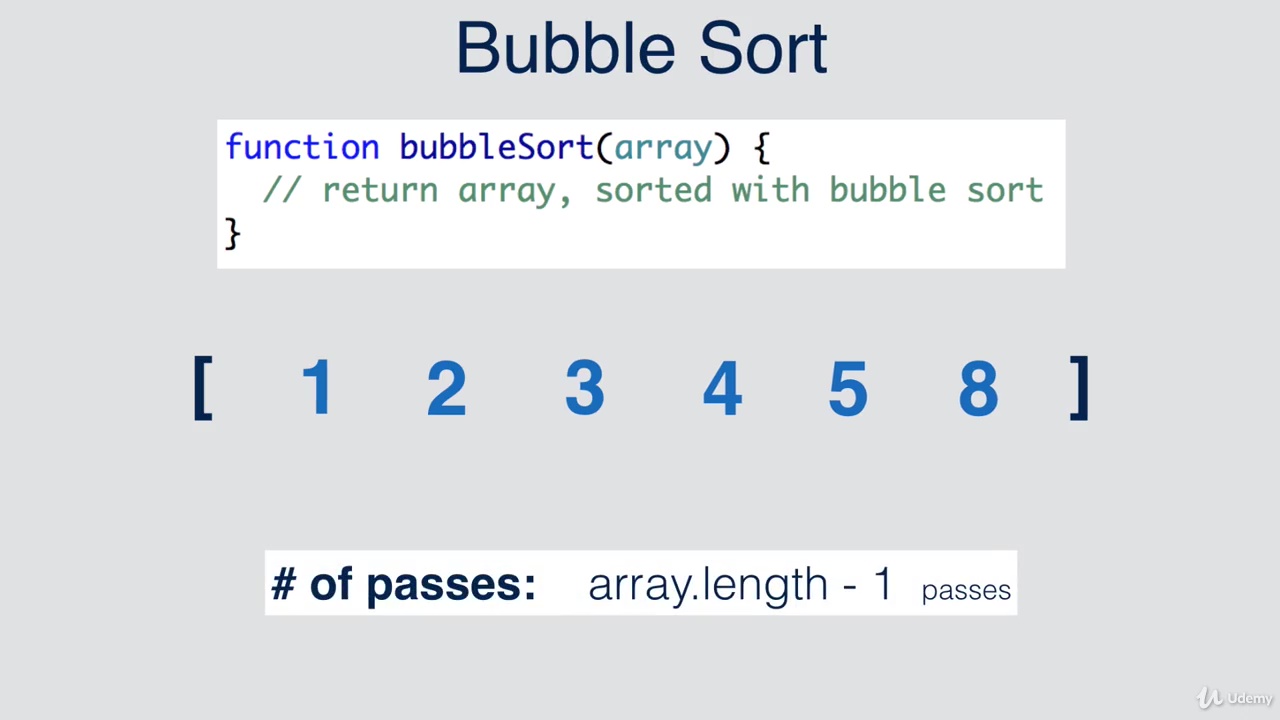 Bubble Sort
function bubbleSort(array) {
// return array, sorted with bubble sort
}
[ 1 2 3 4 5 8 ]
# of passes: array.length - 1 passes
Udemy